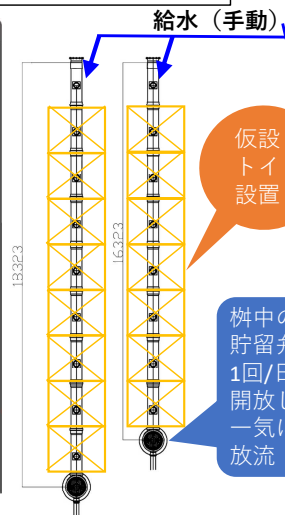 給水（手動）
仮設
トイ
設置
18323
16323
桝中の
貯留弁
1回/日
開放し
一気に
放流